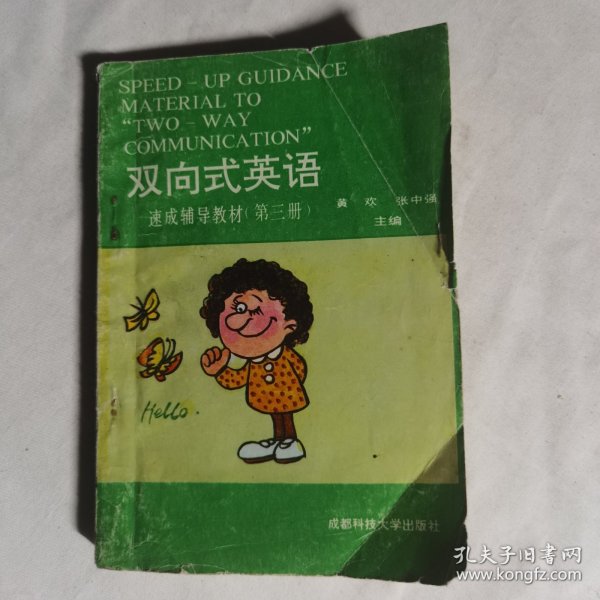 SPEED - UP GUIDANCE
MATERIAL TO
"TWO - WAY
COMMUNICATION"
双向式英语
速成辅导教材(第三册)
黄 欢 张中强
主编
Hello.
成都科技大学出版社
孔夫子旧书网
www.kongfz.com